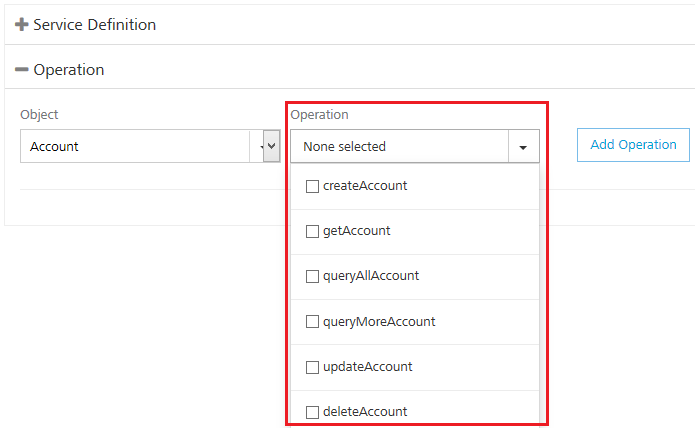 Service Definition
Operation
Object
Operation
Account
None selected
Add Operation
createAccount
getAccount
queryAllAccount
queryMoreAccount
updateAccount
deleteAccount